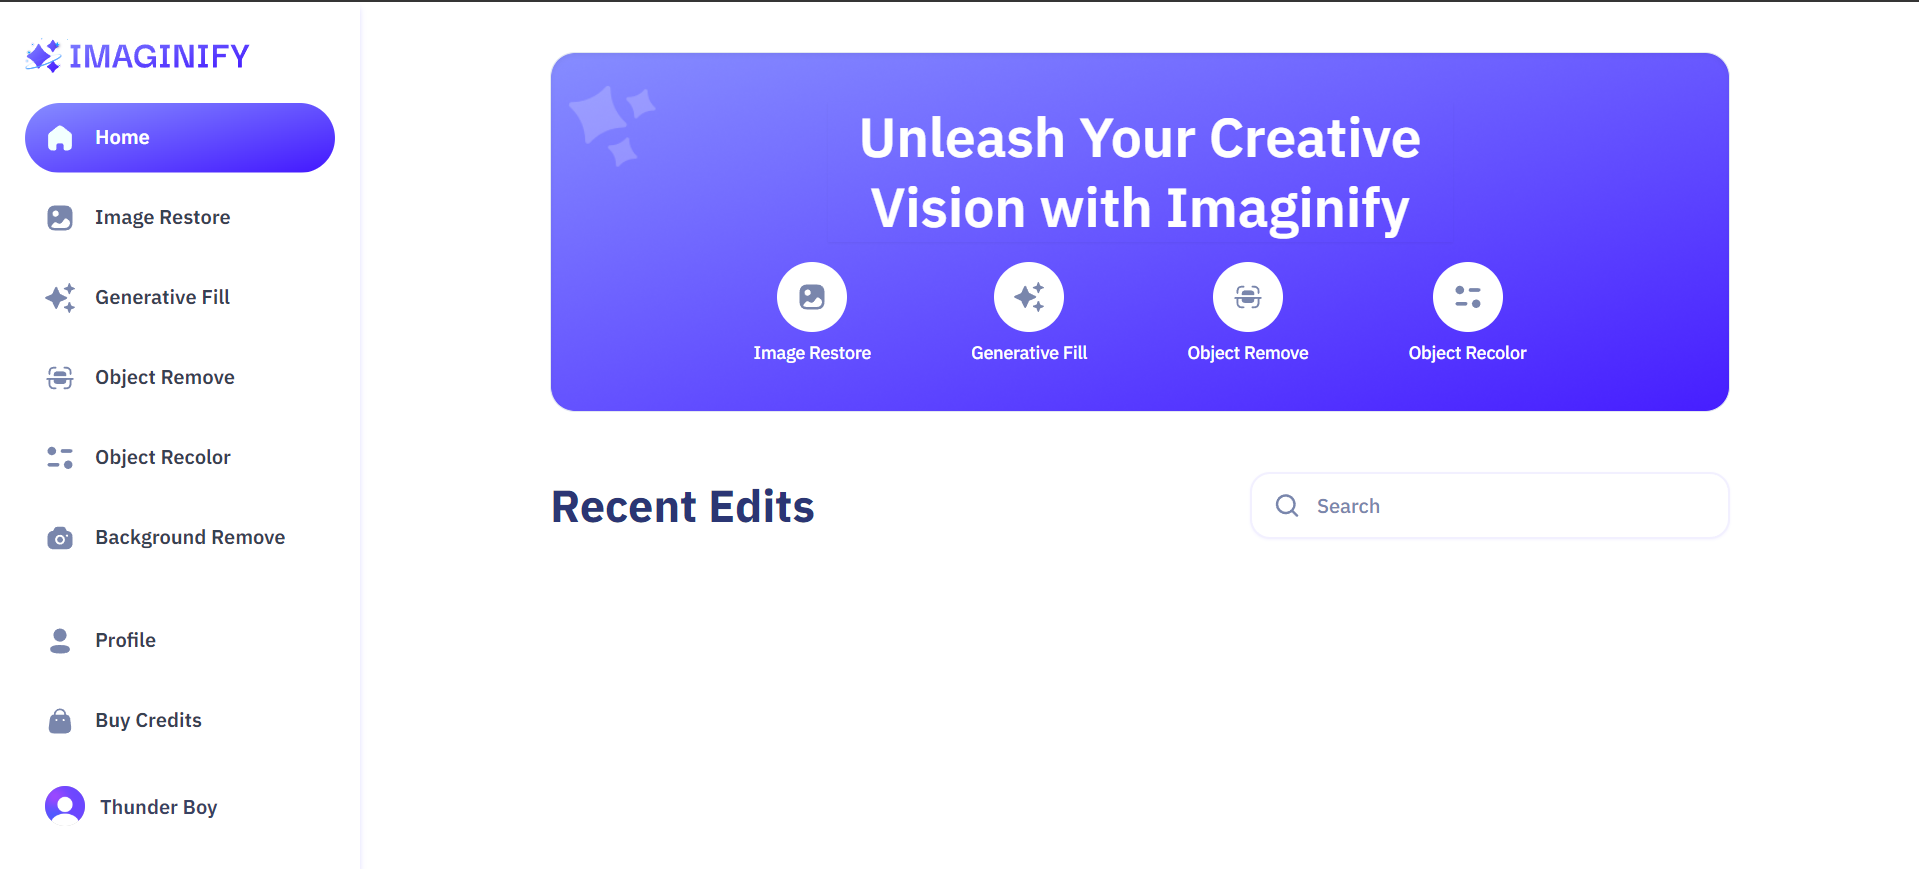 IMAGINIFY
Home
Image Restore
Generative Fill
Object Remove
Object Recolor
Background Remove
Profile
Buy Credits
Thunder Boy
Unleash Your Creative
Vision with Imaginify
Image Restore
Generative Fill
Object Remove
Object Recolor
Recent Edits
Search